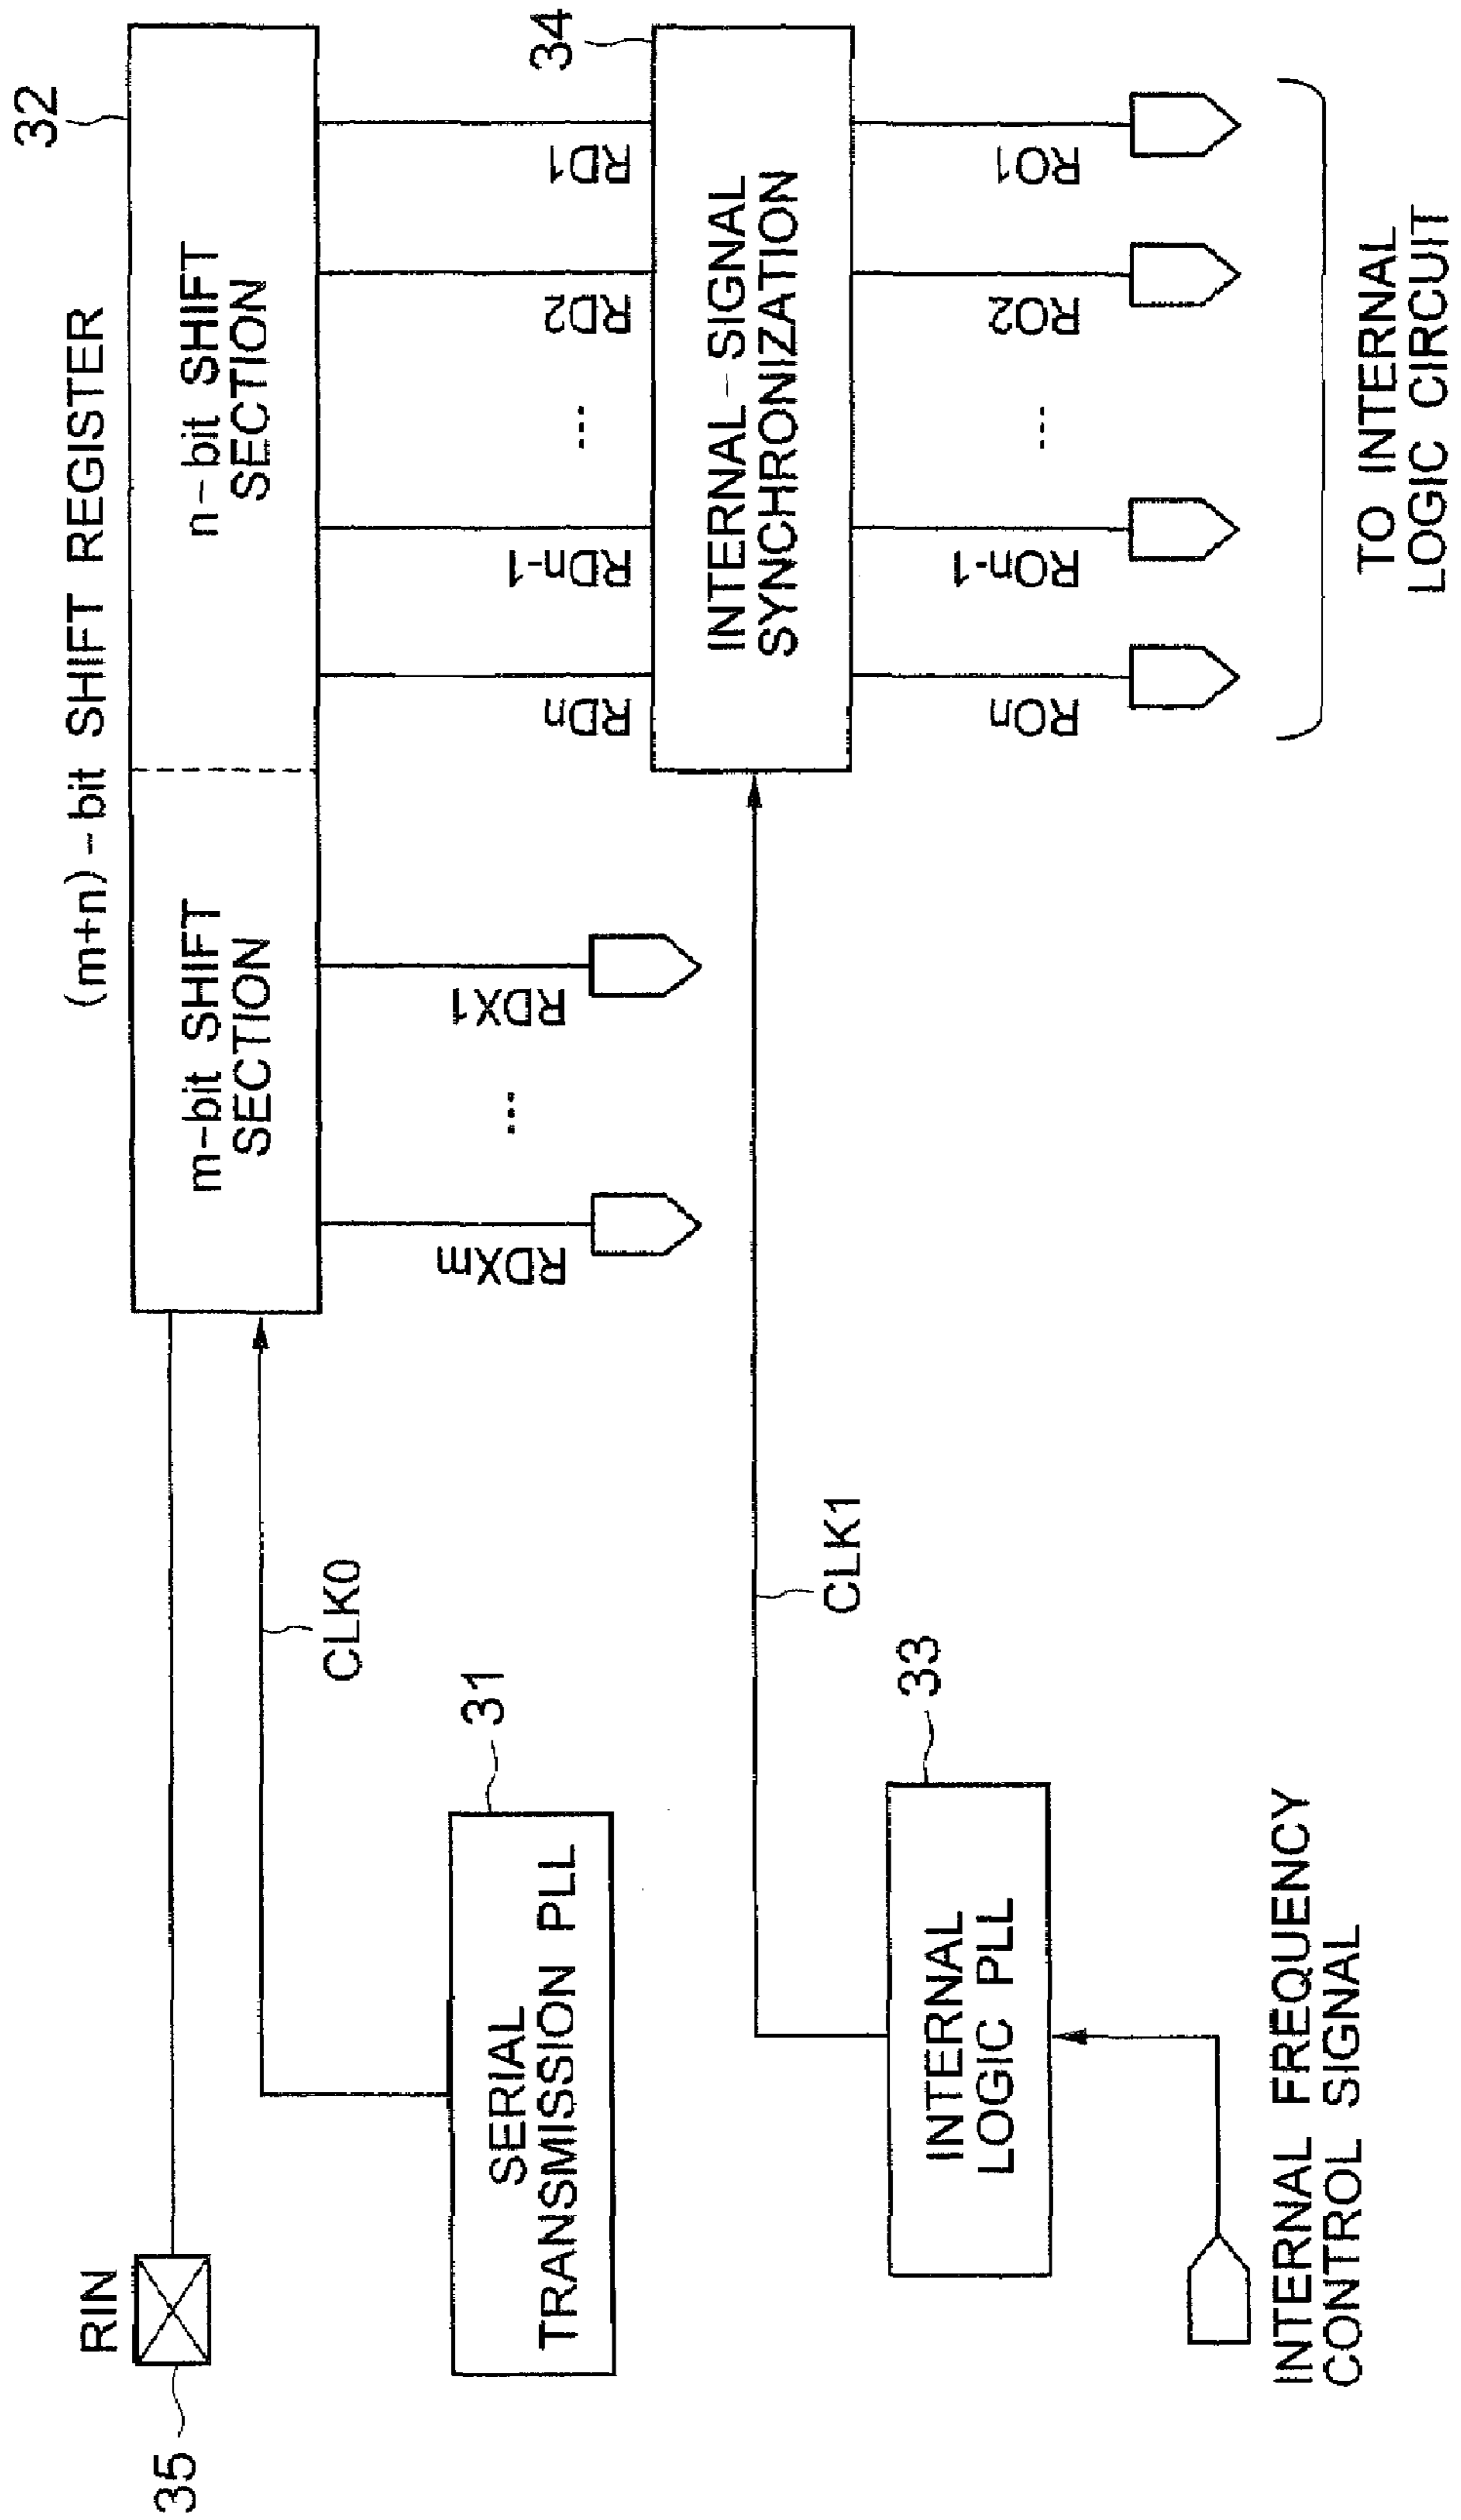 (m+n)-bit SHIFT REGISTER
32
RIN
35
m-bit SHIFT
SECTION
n-bit SHIFT
SECTION
CLK0
31
SERIAL
TRANSMISSION PLL
RDXm
...
RDX1
RDn
RDn-1
...
RD2
RD1
34
INTERNAL-SIGNAL
SYNCHRONIZATION
CLK1
33
INTERNAL
LOGIC PLL
ROn
ROn-1
...
RO2
RO1
INTERNAL FREQUENCY
CONTROL SIGNAL
TO INTERNAL
LOGIC CIRCUIT